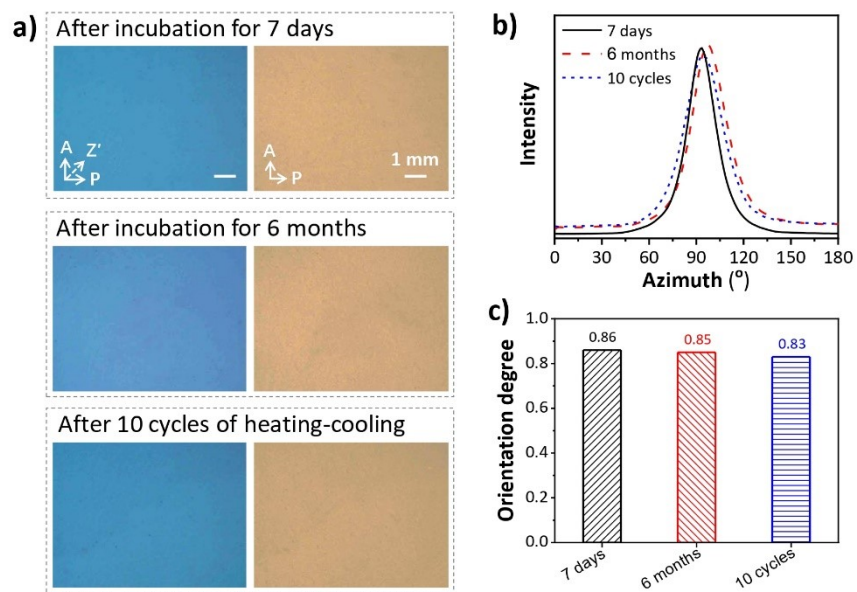 a)
After incubation for 7 days
A
Z'
P
A
P
1 mm
After incubation for 6 months
After 10 cycles of heating-cooling
b)
7 days
6 months
10 cycles
Intensity
0 30 60 90 120 150 180
Azimuth (°)
c)
1.0
0.8
0.6
0.4
0.2
0.0
Orientation degree
0.86
0.85
0.83
7 days
6 months
10 cycles